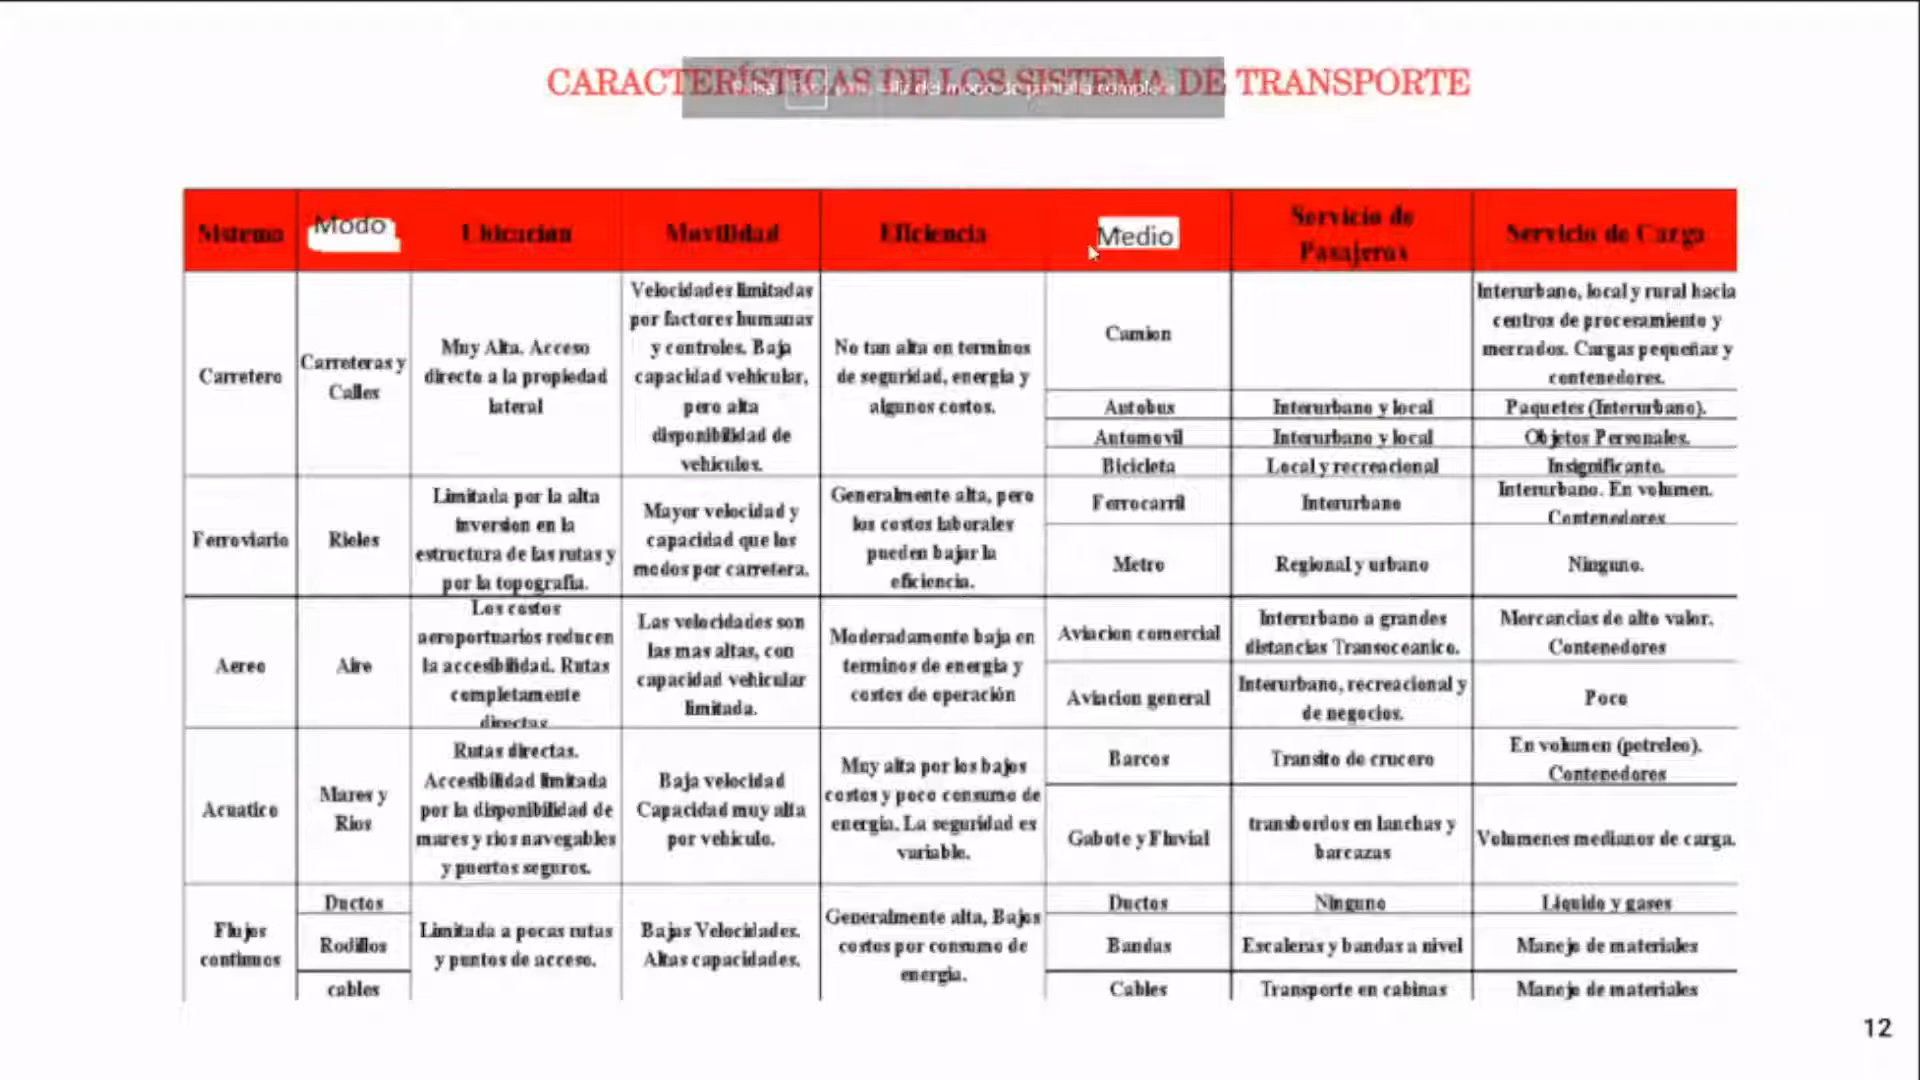 CARACTERÍSTICAS DE LOS SISTEMA DE TRANSPORTE
Sistema
Modo
Ubicacion
Movilidad
Eficiencia
Medio
Servicio de
Pasajeros
Servicio de Carga
Carretero
Carreteras y
Calles
Muy Alta. Acceso
directo a la propiedad
lateral
Velocidades limitadas
por factores humanas
y controles. Baja
capacidad vehicular,
pero alta
disponibilidad de
vehiculos.
No tan alta en terminos
de seguridad, energia y
algunos costos.
Camion
Interurbano, local y rural hacia
centros de procesamiento y
mercados. Cargas pequeñas y
contenedores.
Autobus
Interurbano y local
Paquetes (Interurbano).
Automovil
Interurbano y local
Objetos Personales.
Bicicleta
Local y recreacional
Insignificante.
Ferroviario
Rieles
Limitada por la alta
inversion en la
estructura de las rutas y
por la topografia.
Mayor velocidad y
capacidad que los
modos por carretera.
Generalmente alta, pero
los costos laborales
pueden bajar la
eficiencia.
Ferrocarril
Interurbano
Interurbano. En volumen.
Contenedores
Metro
Regional y urbano
Ninguno.
Aereo
Aire
Los costos
aeroportuarios reducen
la accesibilidad. Rutas
completamente
directas
Las velocidades son
las mas altas, con
capacidad vehicular
limitada.
Moderadamente baja en
terminos de energia y
costos de operación
Aviacion comercial
Interurbano a grandes
distancias Transoceanico.
Mercancias de alto valor.
Contenedores
Aviacion general
Interurbano, recreacional y
de negocios.
Poco
Acuatico
Mares y
Rios
Rutas directas.
Accesibilidad limitada
por la disponibilidad de
mares y rios navegables
y puertos seguros.
Baja velocidad
Capacidad muy alta
por vehiculo.
Muy alta por los bajos
costos y poco consumo de
energia. La seguridad es
variable.
Barcos
Transito de crucero
En volumen (petroleo).
Contenedores
Gabote y Fluvial
transbordos en lanchas y
barcazas
Volumenes medianos de carga.
Flujos
continuos
Ductos
Rodillos
cables
Limitada a pocas rutas
y puntos de acceso.
Bajas Velocidades.
Altas capacidades.
Generalmente alta, Bajos
costos por consumo de
energia.
Ductos
Ninguno
Liquido y gases
Bandas
Escaleras y bandas a nivel
Manejo de materiales
Cables
Transporte en cabinas
Manejo de materiales
12